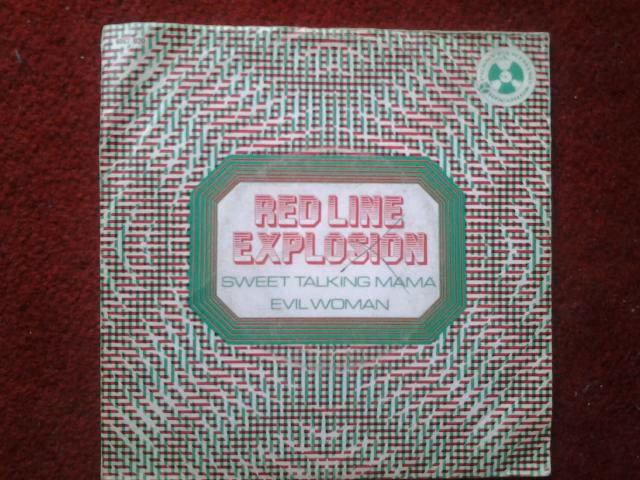 RED LINE
EXPLOSION
SWEET TALKING MAMA
EVIL WOMAN